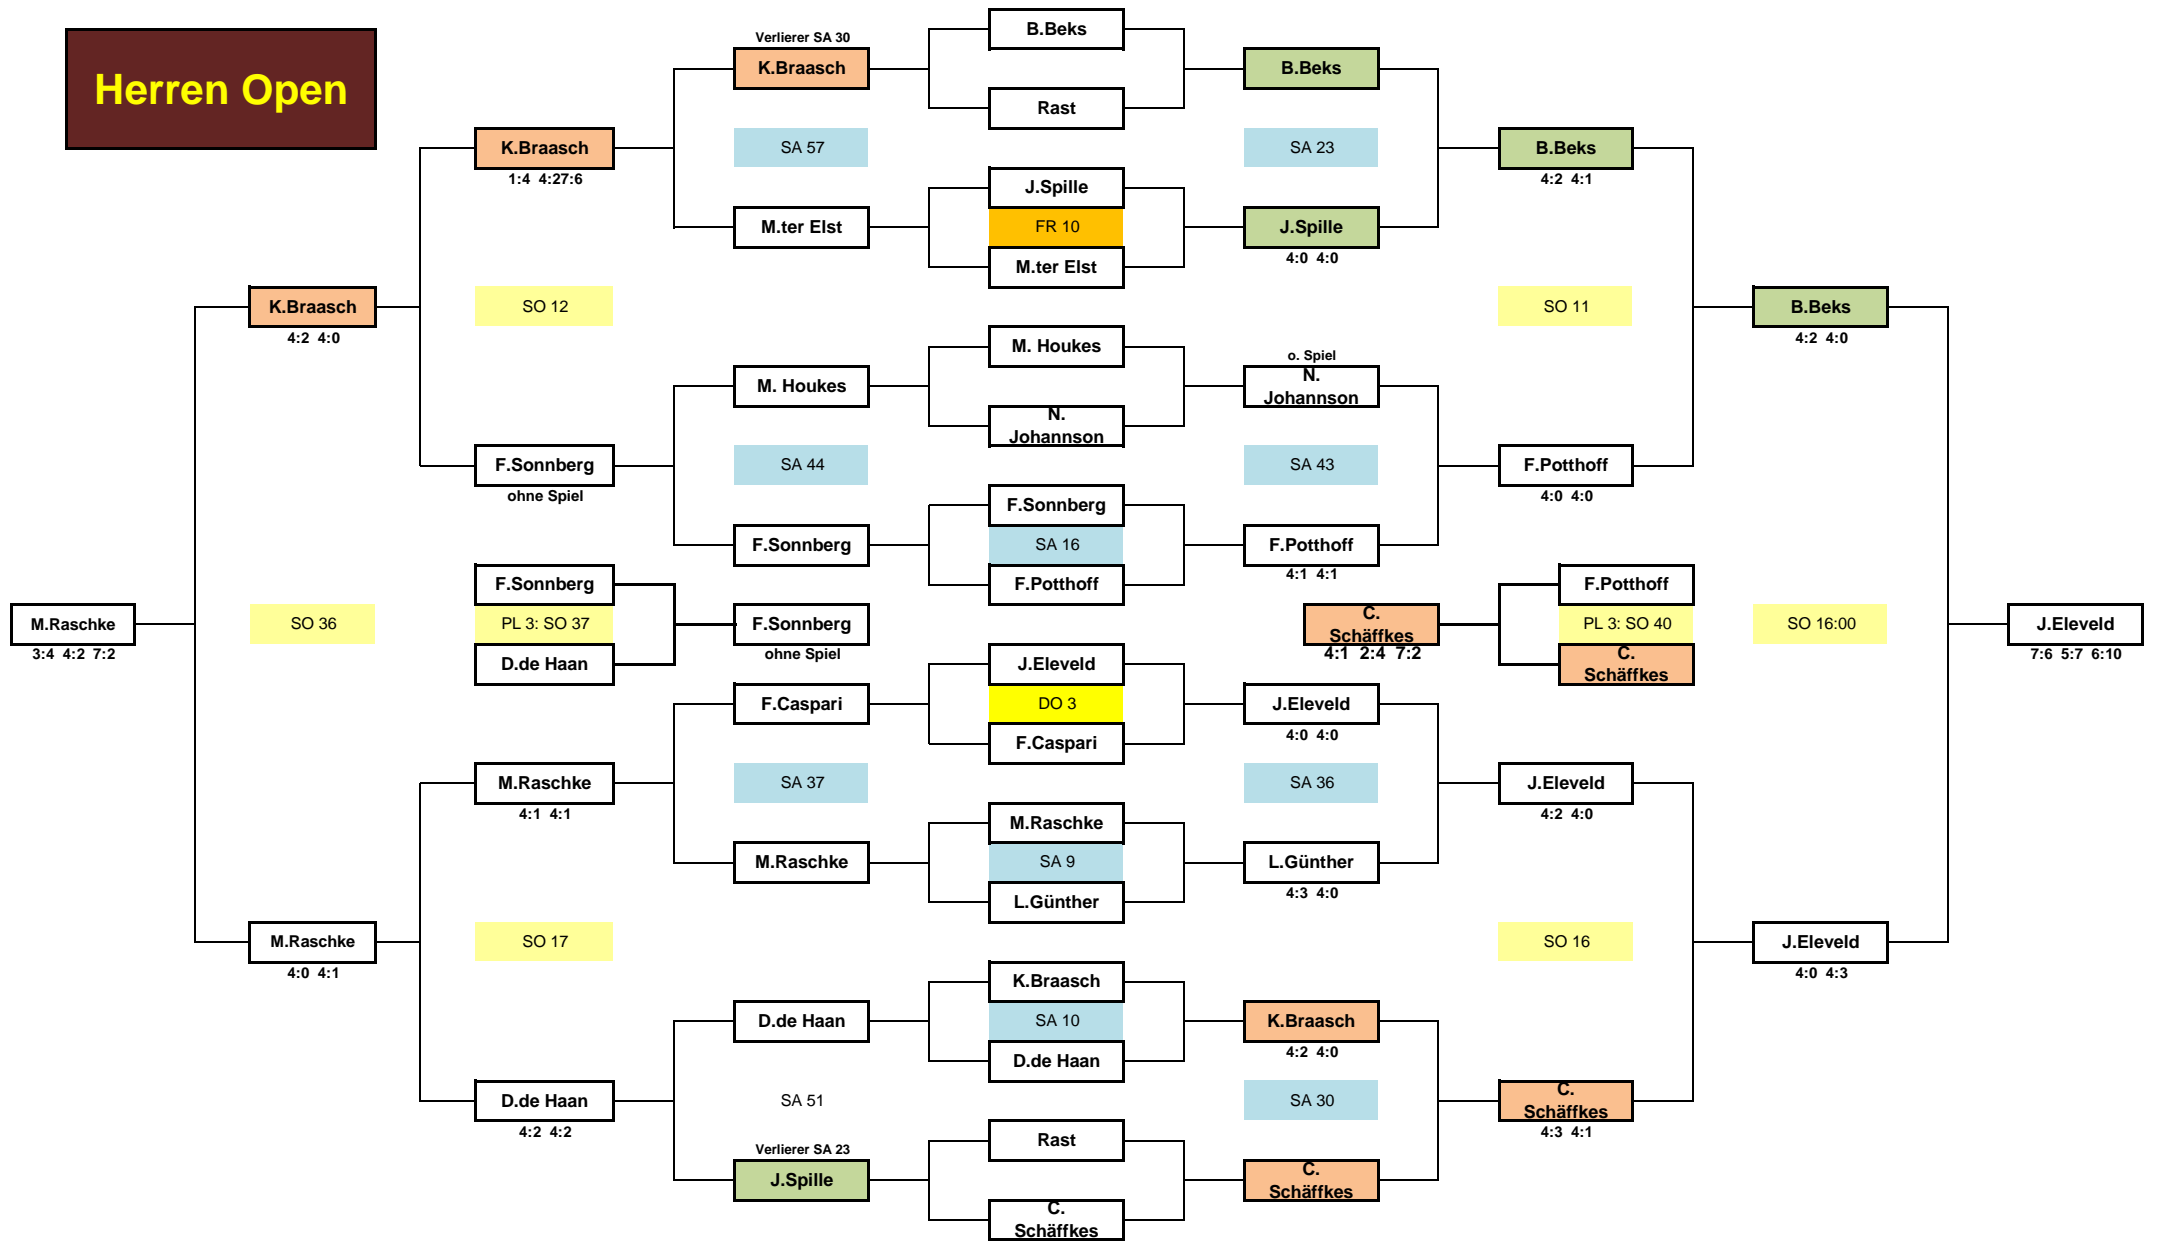 Herren Open
B.Beks
Verlierer SA 30
K.Braasch
B.Beks
Rast
K.Braasch
SA 57
SA 23
B.Beks
1:4 4:27:6
J.Spille
4:2 4:1
M.ter Elst
FR 10
J.Spille
M.ter Elst
4:0 4:0
K.Braasch
SO 12
SO 11
B.Beks
4:2 4:0
M. Houkes
4:2 4:0
o. Spiel
M. Houkes
N.
Johannson
N.
Johannson
F.Sonnberg
SA 44
SA 43
F.Potthoff
ohne Spiel
F.Sonnberg
4:0 4:0
F.Sonnberg
SA 16
F.Potthoff
F.Sonnberg
F.Potthoff
4:1 4:1
F.Potthoff
M.Raschke
SO 36
PL 3: SO 37
F.Sonnberg
C.
Schäffkes
PL 3: SO 40
SO 16:00
J.Eleveld
3:4 4:2 7:2
ohne Spiel
4:1 2:4 7:2
7:6 5:7 6:10
D.de Haan
J.Eleveld
C.
Schäffkes
F.Caspari
DO 3
J.Eleveld
F.Caspari
4:0 4:0
M.Raschke
SA 37
SA 36
J.Eleveld
4:1 4:1
M.Raschke
4:2 4:0
M.Raschke
SA 9
L.Günther
L.Günther
4:3 4:0
M.Raschke
SO 17
SO 16
J.Eleveld
4:0 4:1
K.Braasch
4:0 4:3
D.de Haan
SA 10
K.Braasch
D.de Haan
4:2 4:0
D.de Haan
SA 51
SA 30
C.
Schäffkes
4:2 4:2
Rast
4:3 4:1
Verlierer SA 23
J.Spille
C.
Schäffkes
C.
Schäffkes